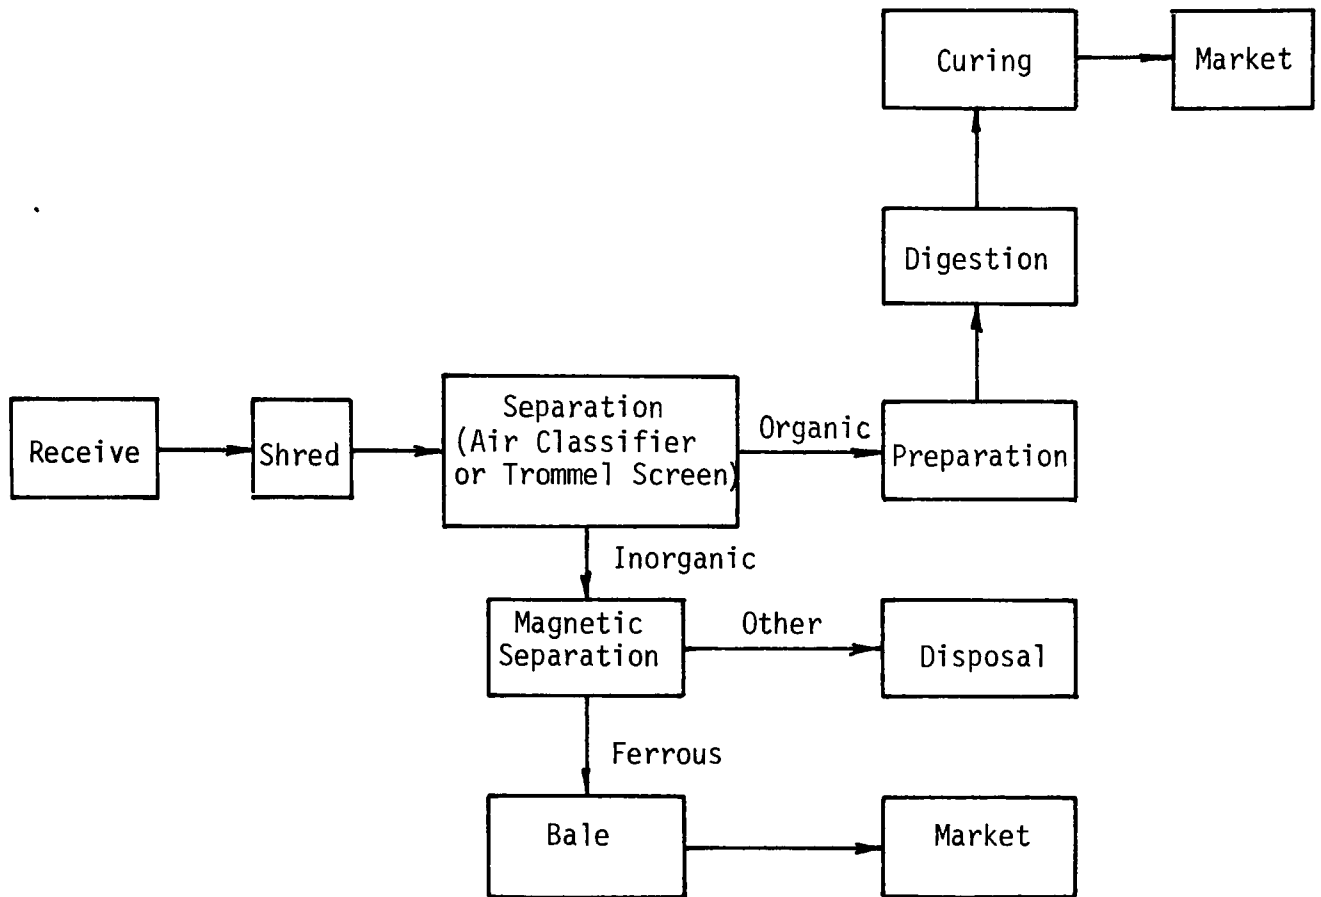 Curing
Market
Digestion
Receive
Shred
Separation
(Air Classifier
or Trommel Screen)
Organic
Preparation
Inorganic
Magnetic
Separation
Other
Disposal
Ferrous
Bale
Market